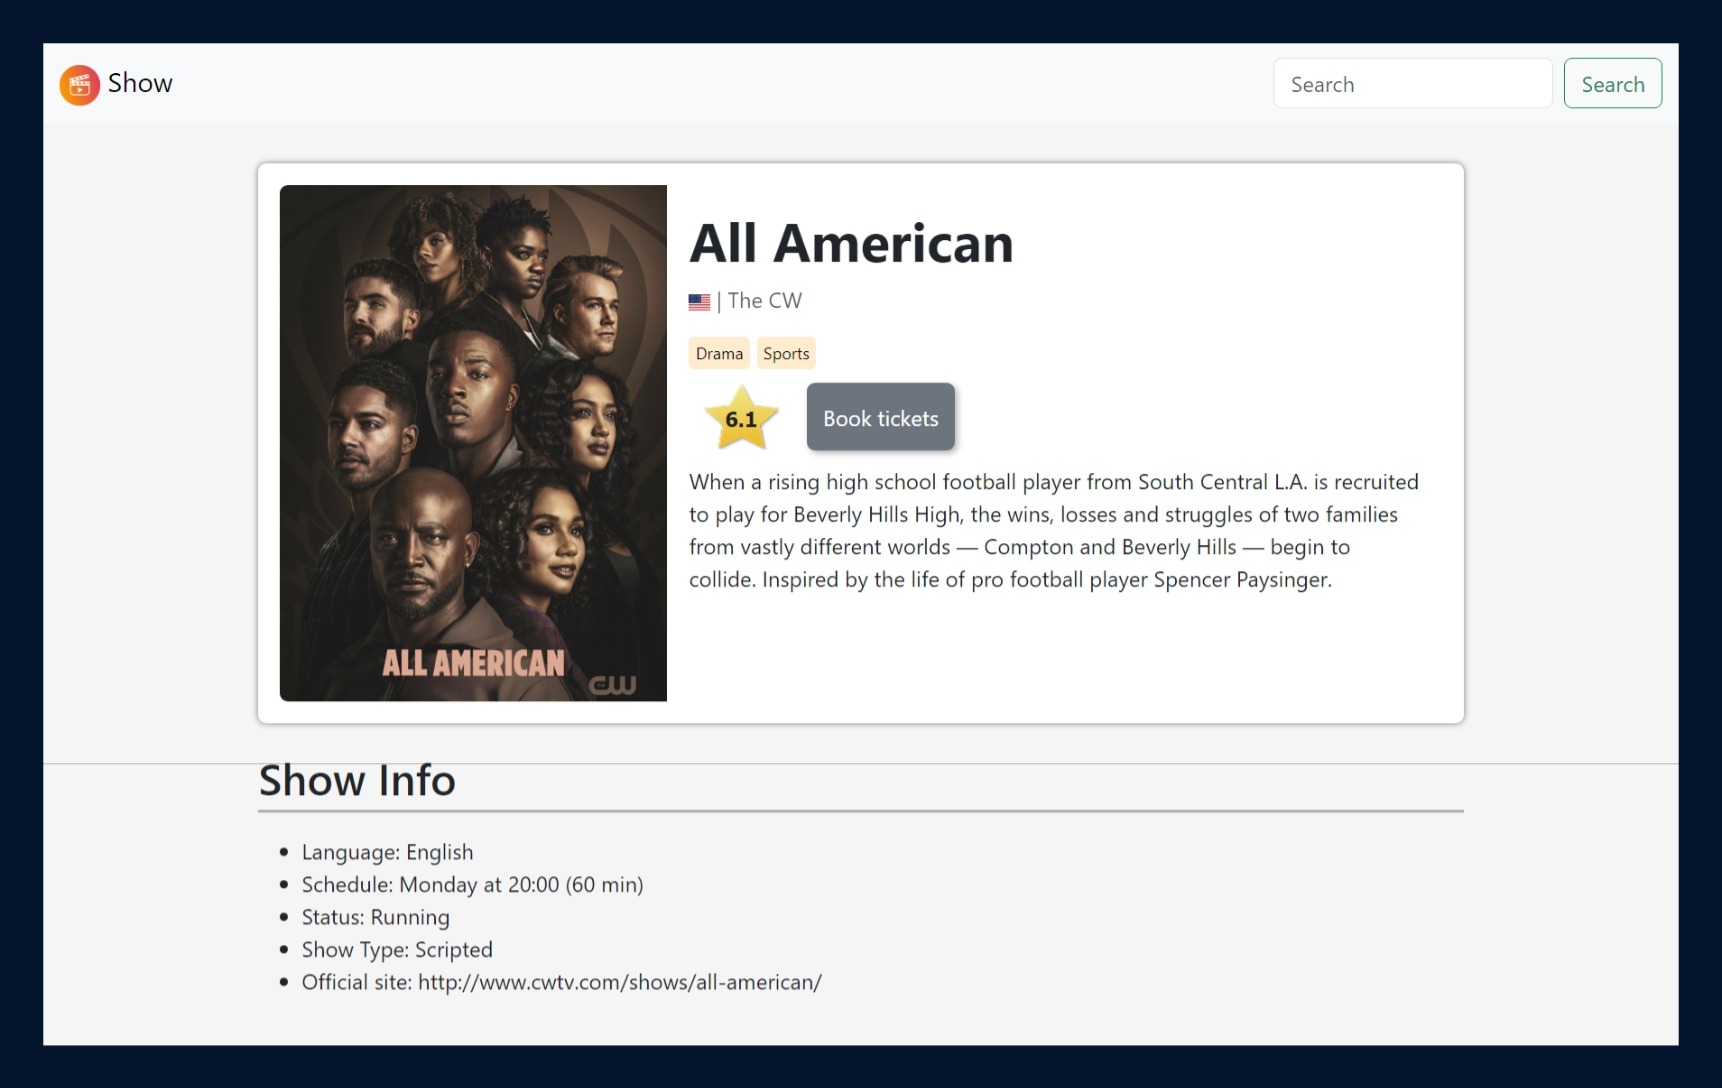 Show
Search
Search
All American
| The CW
Drama
Sports
6.1
Book tickets
When a rising high school football player from South Central L.A. is recruited
to play for Beverly Hills High, the wins, losses and struggles of two families
from vastly different worlds — Compton and Beverly Hills — begin to
collide. Inspired by the life of pro football player Spencer Paysinger.
ALL AMERICAN
CW
Show Info
Language: English
Schedule: Monday at 20:00 (60 min)
Status: Running
Show Type: Scripted
Official site: http://www.cwtv.com/shows/all-american/